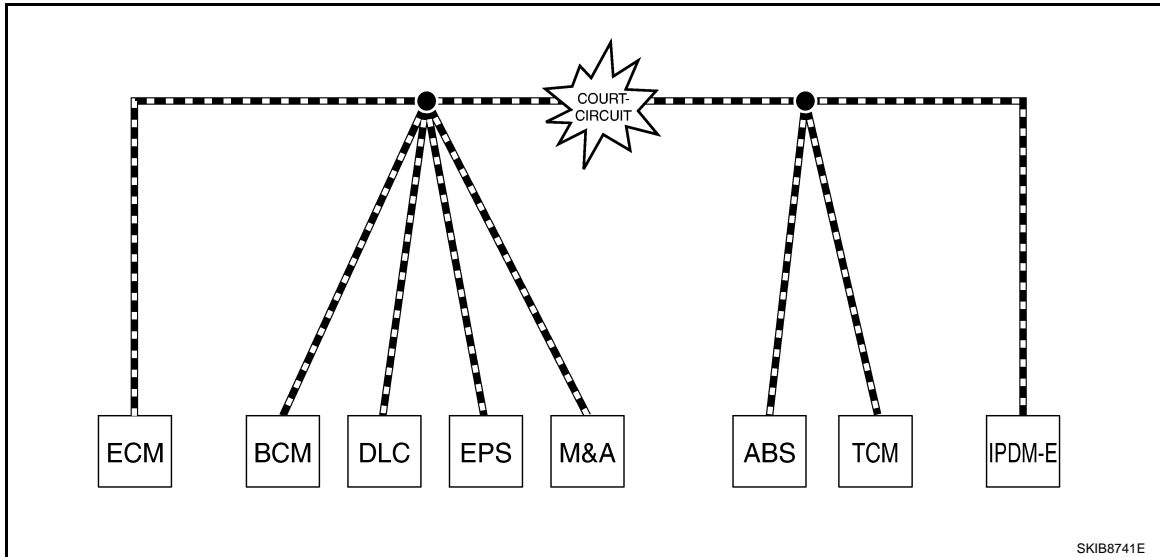 COURT-
CIRCUIT
ECM
BCM
DLC
EPS
M&A
ABS
TCM
IPDM-E
SKIB8741E